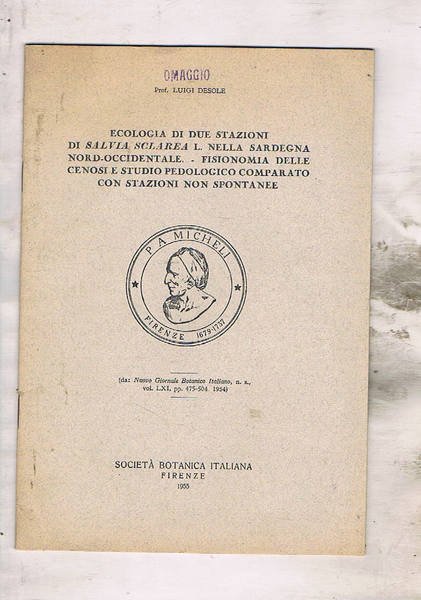 OMAGGIO
Prof. LUIGI DESOLE
ECOLOGIA DI DUE STAZIONI
DI SALVIA SCLAREA L. NELLA SARDEGNA
NORD-OCCIDENTALE. - FISIONOMIA DELLE
CENOSI E STUDIO PEDOLOGICO COMPARATO
CON STAZIONI NON SPONTANEE
P. A. MICHELI
FIRENZE 1679-1737
(da: Nuovo Giornale Botanico Italiano, n. s.,
vol. LXI, pp. 475-504, 1954)
SOCIETÀ BOTANICA ITALIANA
FIRENZE
1955